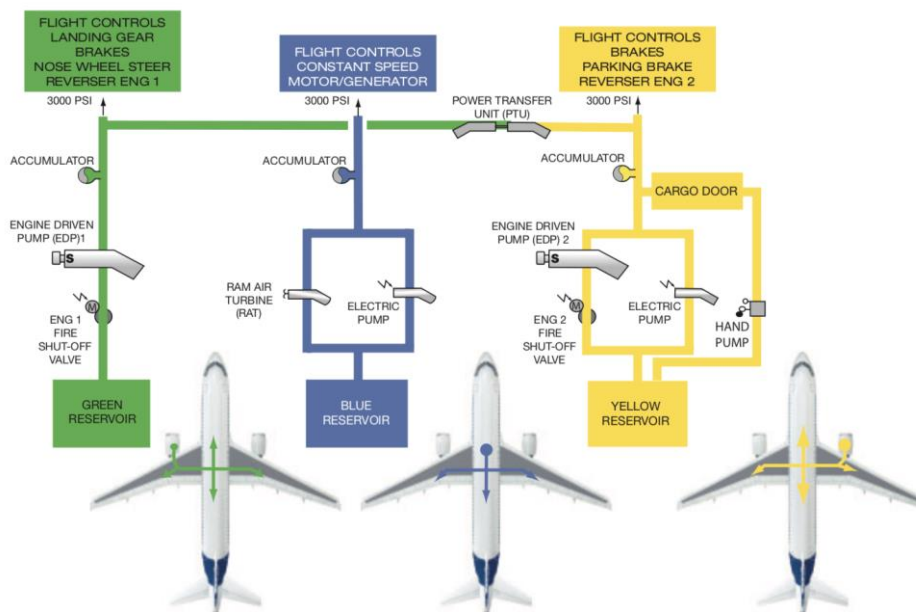 FLIGHT CONTROLS
LANDING GEAR
BRAKES
NOSE WHEEL STEER
REVERSER ENG 1
FLIGHT CONTROLS
CONSTANT SPEED
MOTOR/GENERATOR
FLIGHT CONTROLS
BRAKES
PARKING BRAKE
REVERSER ENG 2
3000 PSI
3000 PSI
POWER TRANSFER
UNIT (PTU)
3000 PSI
ACCUMULATOR
ACCUMULATOR
ACCUMULATOR
CARGO DOOR
ENGINE DRIVEN
PUMP (EDP)1
S
ENGINE DRIVEN
PUMP (EDP) 2
S
RAM AIR
TURBINE
(RAT)
ELECTRIC
PUMP
ELECTRIC
PUMP
HAND
PUMP
M
ENG 1
FIRE
SHUT-OFF
VALVE
M
ENG 2
FIRE
SHUT-OFF
VALVE
GREEN
RESERVOIR
BLUE
RESERVOIR
YELLOW
RESERVOIR